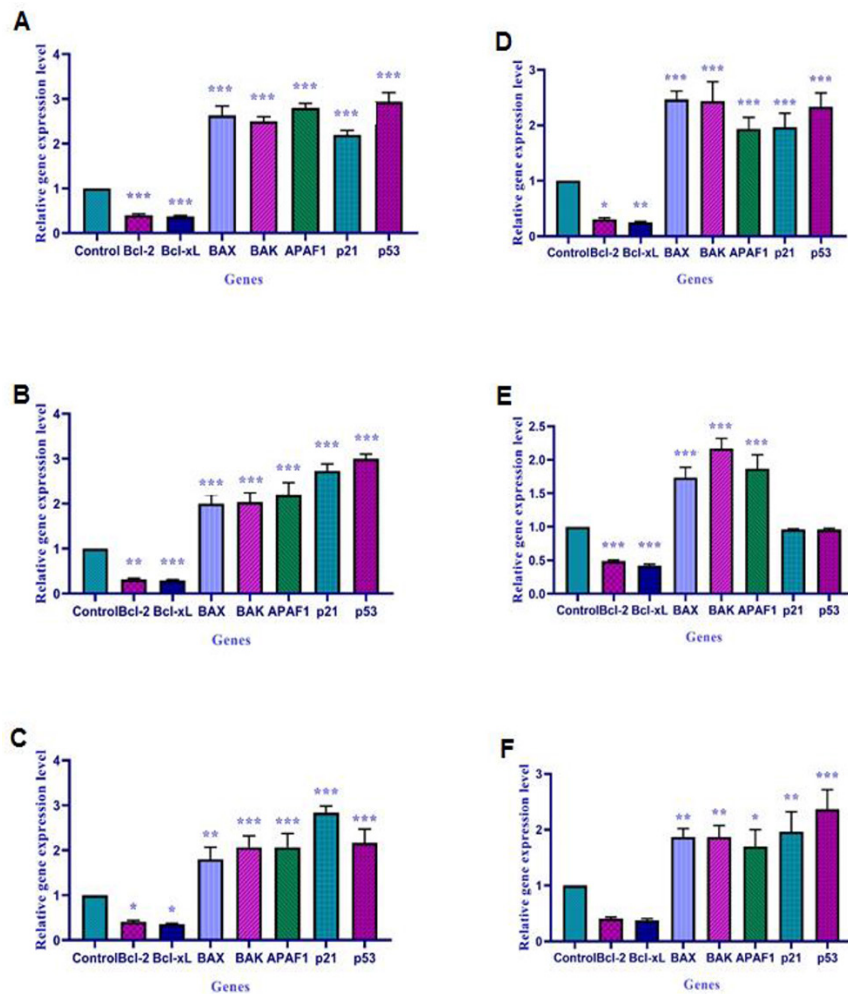 A
Relative gene expression level
4
3
2
1
0
*** *** *** *** *** *** ***
Control Bcl-2 Bcl-xL BAX BAK APAF1 p21 p53
Genes
B
Relative gene expression level
4
3
2
1
0
** *** *** *** *** *** ***
Control Bcl-2 Bcl-xL BAX BAK APAF1 p21 p53
Genes
C
Relative gene expression level
4
3
2
1
0
* * ** *** *** *** ***
Control Bcl-2 Bcl-xL BAX BAK APAF1 p21 p53
Genes
D
Relative gene expression level
3
2
1
0
* ** *** *** *** *** ***
Control Bcl-2 Bcl-xL BAX BAK APAF1 p21 p53
Genes
E
Relative gene expression level
2.5
2.0
1.5
1.0
0.5
0.0
*** *** *** *** ***
Control Bcl-2 Bcl-xL BAX BAK APAF1 p21 p53
Genes
F
Relative gene expression level
3
2
1
0
** ** * ** ***
Control Bcl-2 Bcl-xL BAX BAK APAF1 p21 p53
Genes